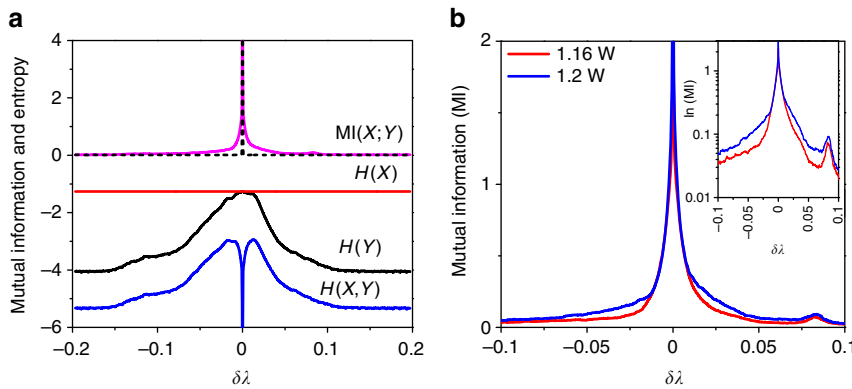 a
Mutual information and entropy
4
2
0
−2
−4
−6
MI(X;Y)
H(X)
H(Y)
H(X,Y)
−0.2
−0.1
0
0.1
0.2
δλ
b
Mutual information (MI)
2
1
0
1.16 W
1.2 W
−0.1
−0.05
0
0.05
0.1
δλ
ln (MI)
1
0.1
0.01
−0.1
−0.05
0
0.05
0.1
δλ